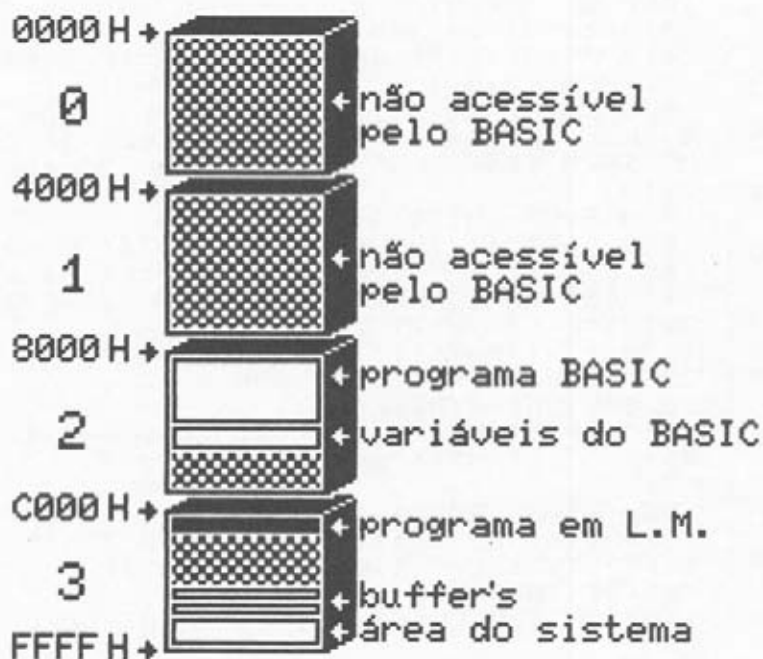 0000 H
0
não acessível
pelo BASIC
4000 H
1
não acessível
pelo BASIC
8000 H
programa BASIC
2
variáveis do BASIC
C000 H
programa em L.M.
3
buffer's
área do sistema
FFFF H